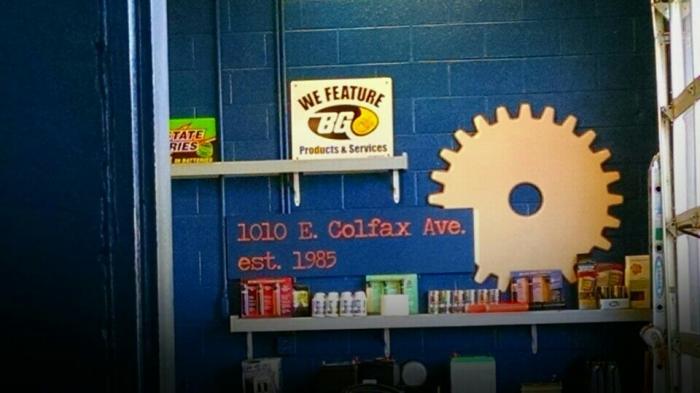 WE FEATURE
BG
Products & Services
STATE
RIES
1010 E. Colfax Ave.
est. 1985